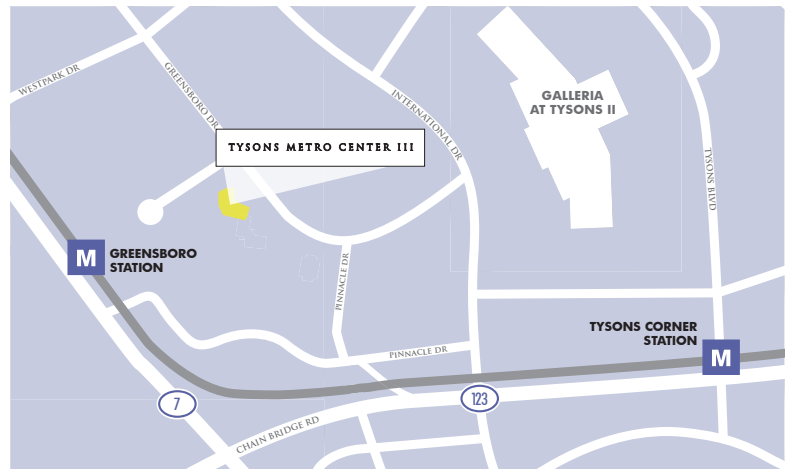 WESTPARK DR
GREENSBORO DR
INTERNATIONAL DR
GALLERIA
AT TYSONS II
TYSONS METRO CENTER III
TYSONS BLVD
M
GREENSBORO
STATION
PINNACLE DR
TYSONS CORNER
STATION
M
PINNACLE DR
7
123
CHAIN BRIDGE RD